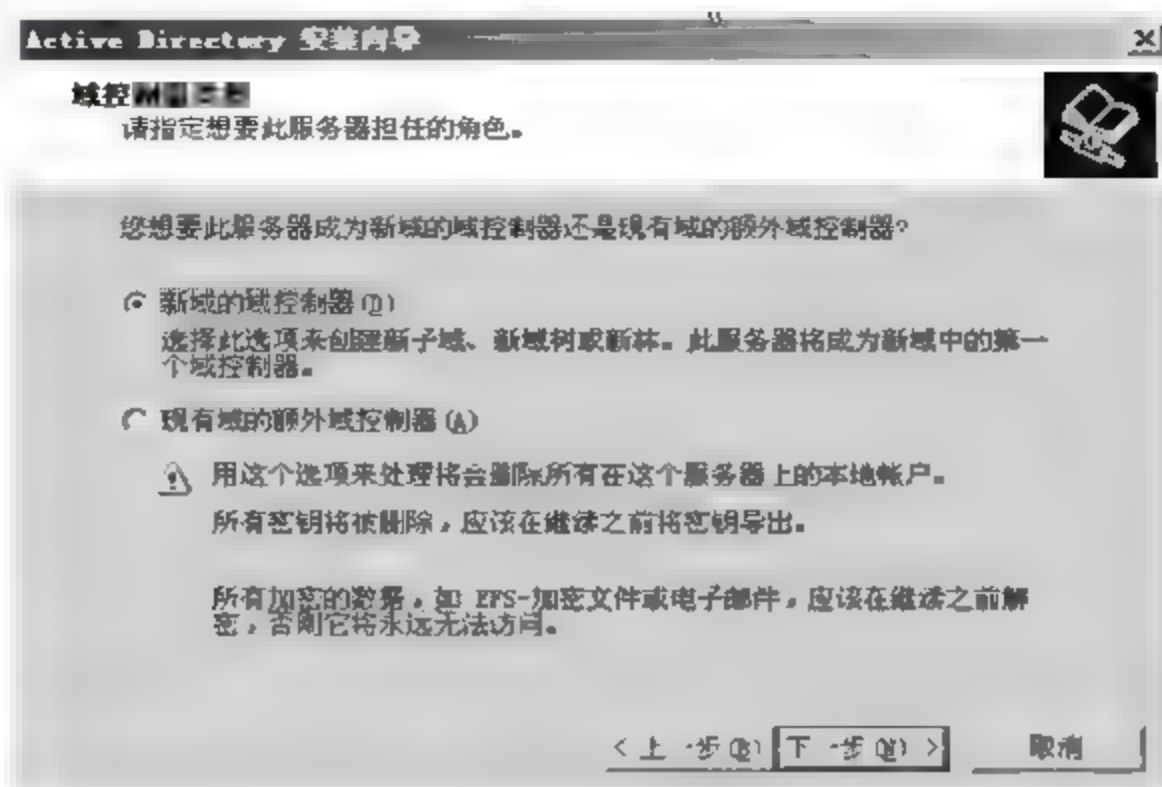 Active Directory 安装向导
域控
请指定想要此服务器担任的角色。
您想要此服务器成为新域的域控制器还是现有域的额外域控制器?
新域的域控制器(D)
选择此选项来创建新子域、新域树或新林。此服务器将成为新域中的第一
个域控制器。
现有域的额外域控制器(A)
用这个选项来处理将会删除所有在这个服务器上的本地帐户。
所有密钥将被删除，应该在继续之前将密钥导出。
所有加密的数据，如 EFS-加密文件或电子邮件，应该在继续之前解
密，否则它将永远无法访问。
< 上一步(B) 下一步(N) > 取消